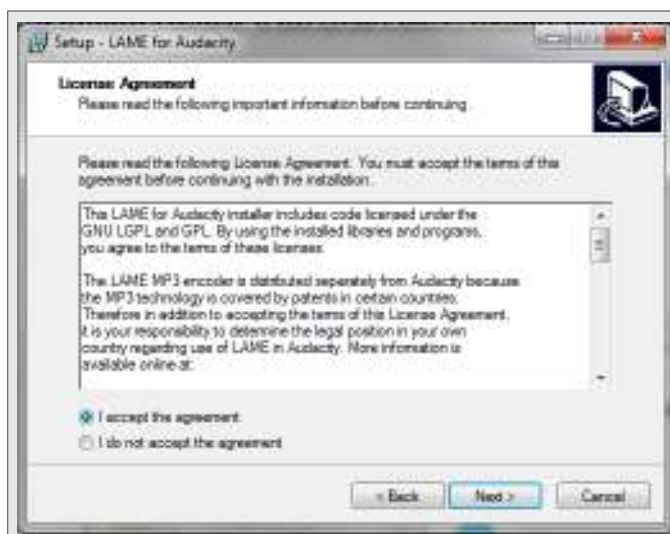 Setup - LAME for Audacity
License Agreement
Please read the following important information before continuing.
Please read the following License Agreement. You must accept the terms of this
agreement before continuing with the installation.
This LAME for Audacity installer includes code licensed under the
GNU LGPL and GPL. By using the installed libraries and programs,
you agree to the terms of these licenses.
The LAME MP3 encoder is distributed separately from Audacity because
the MP3 technology is covered by patents in certain countries.
Therefore in addition to accepting the terms of this License Agreement,
it is your responsibility to determine the legal position in your own
country regarding use of LAME in Audacity. More information is
available online at:
I accept the agreement
I do not accept the agreement
< Back
Next >
Cancel